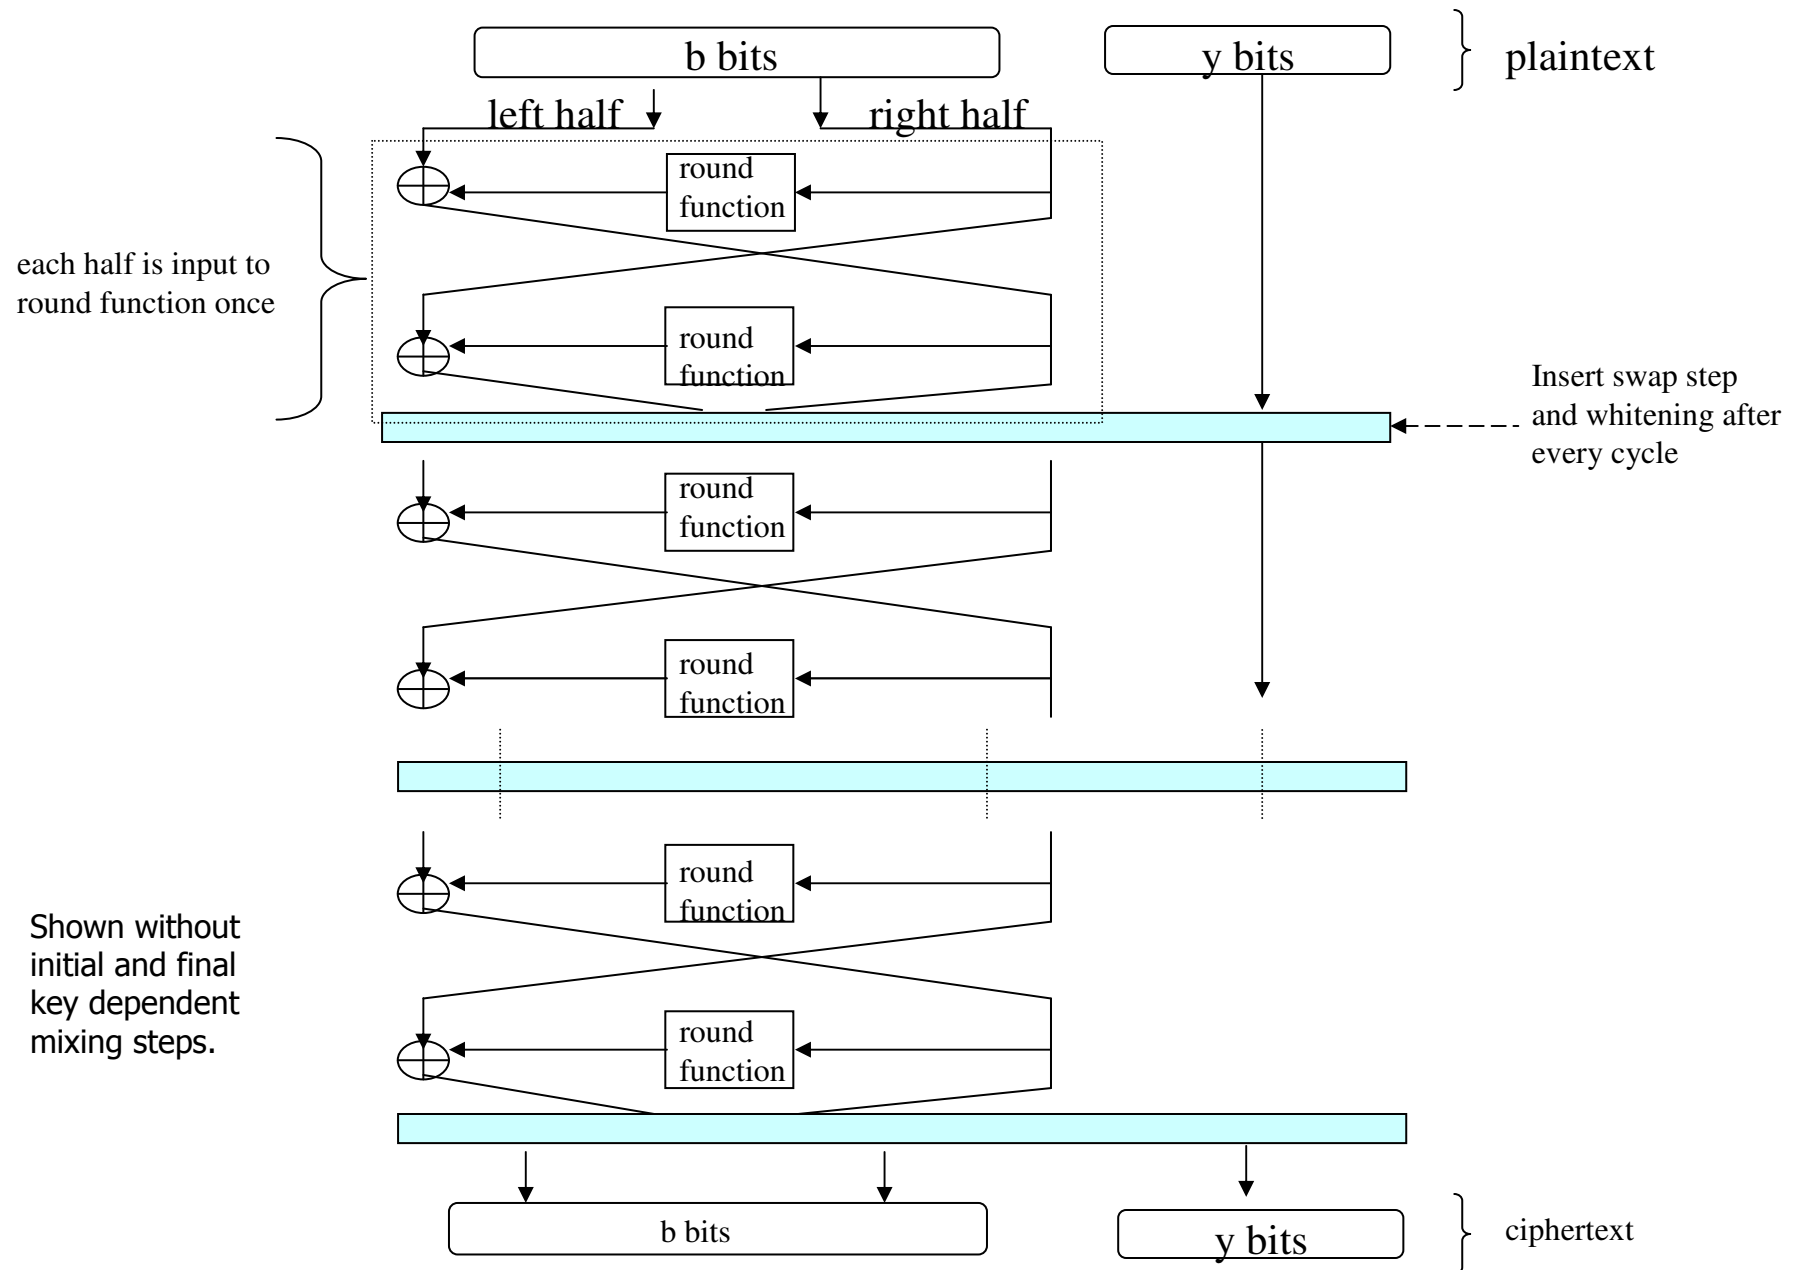 b bits
y bits
plaintext
left half
right half
round
function
each half is input to
round function once
round
function
Insert swap step
and whitening after
every cycle
round
function
round
function
round
function
Shown without
initial and final
key dependent
mixing steps.
round
function
b bits
y bits
ciphertext